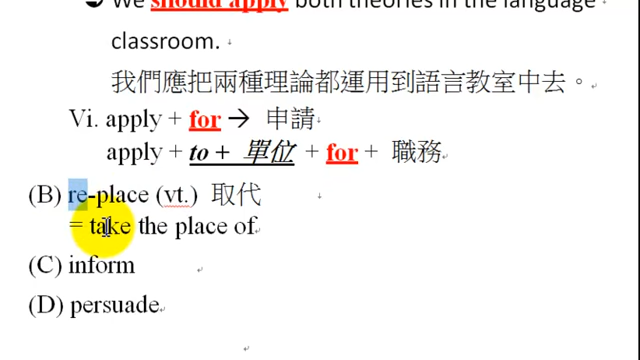 ➲ We should apply both theories in the language
classroom.
我們應把兩種理論都運用到語言教室中去。
Vi. apply + for → 申請
apply + to + 單位 + for + 職務
(B) re-place (vt.) 取代
= take the place of
(C) inform
(D) persuade